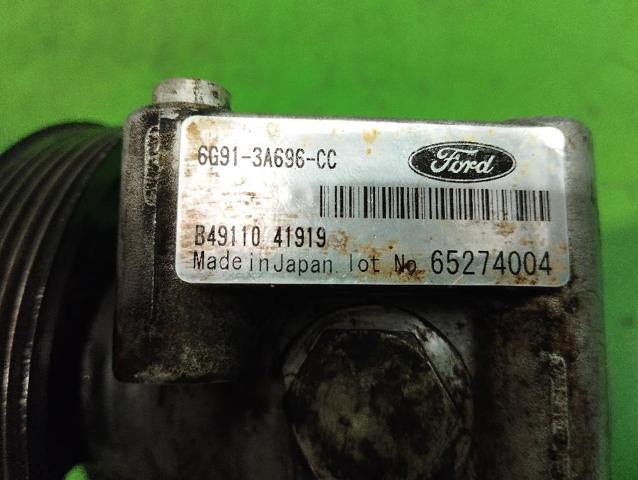 6G91-3A696-CC
Ford
B49110 41919
Made in Japan. lot No 65274004